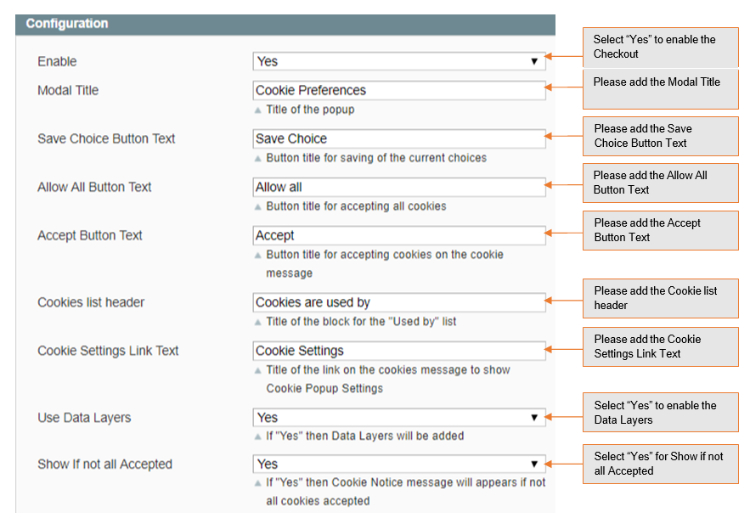 Configuration
Enable
Yes
Select "Yes" to enable the
Checkout
Modal Title
Cookie Preferences
Title of the popup
Please add the Modal Title
Save Choice Button Text
Save Choice
Button title for saving of the current choices
Please add the Save
Choice Button Text
Allow All Button Text
Allow all
Button title for accepting all cookies
Please add the Allow All
Button Text
Accept Button Text
Accept
Button title for accepting cookies on the cookie
message
Please add the Accept
Button Text
Cookies list header
Cookies are used by
Title of the block for the "Used by" list
Please add the Cookie list
header
Cookie Settings Link Text
Cookie Settings
Title of the link on the cookies message to show
Cookie Popup Settings
Please add the Cookie
Settings Link Text
Use Data Layers
Yes
If "Yes" then Data Layers will be added
Select "Yes" to enable the
Data Layers
Show If not all Accepted
Yes
If "Yes" then Cookie Notice message will appears if not
all cookies accepted
Select "Yes" for Show if not
all Accepted